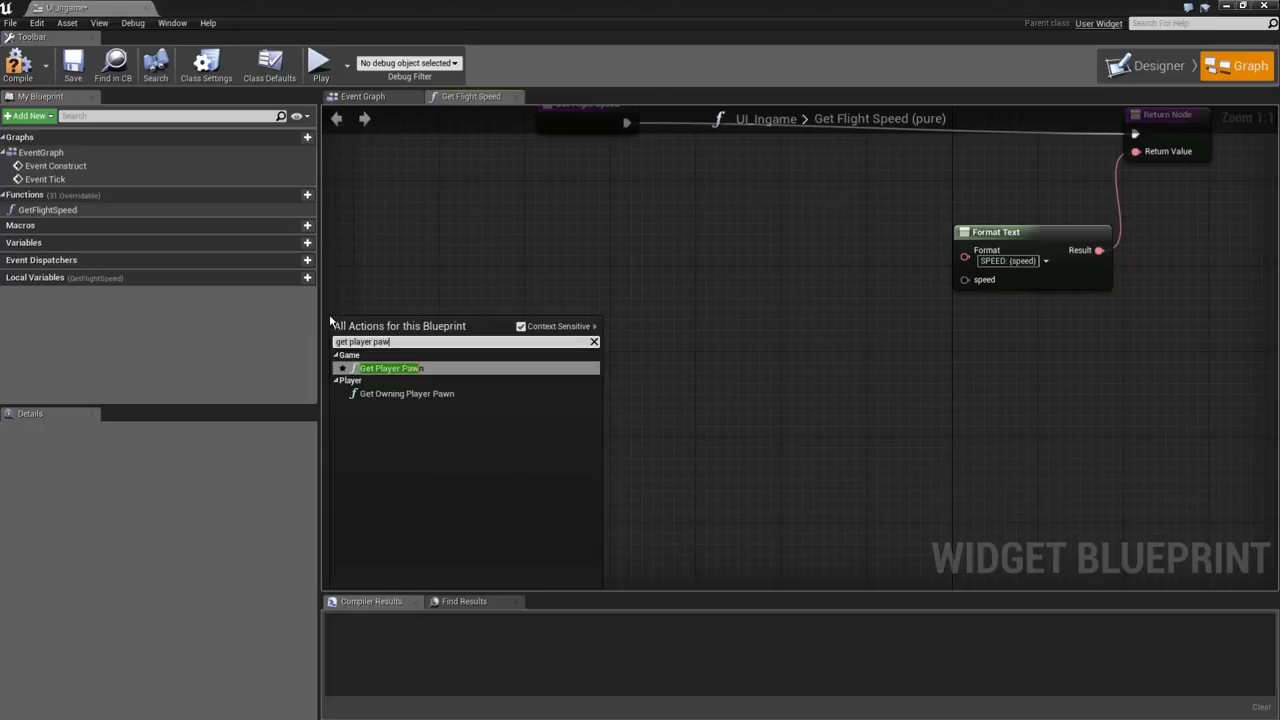 UI_Ingame*
File Edit Asset View Debug Window Help
Parent class: User Widget Search For Help
Toolbar
No debug object selected
Compile Save Find in CB Search Class Settings Class Defaults Play Debug Filter
Designer Graph
My Blueprint
Event Graph Get Flight Speed
Add New Search
UI_Ingame > Get Flight Speed (pure)
Zoom 1:1
Return Node
Return Value
Graphs
EventGraph
Event Construct
Event Tick
Functions (31 Overridable)
GetFlightSpeed
Macros
Variables
Event Dispatchers
Local Variables (GetFlightSpeed)
Format Text
Format
SPEED: {speed}
Result
speed
All Actions for this Blueprint Context Sensitive
get player paw
Game
Get Player Pawn
Player
Get Owning Player Pawn
Details
WIDGET BLUEPRINT
Compiler Results Find Results
Clear